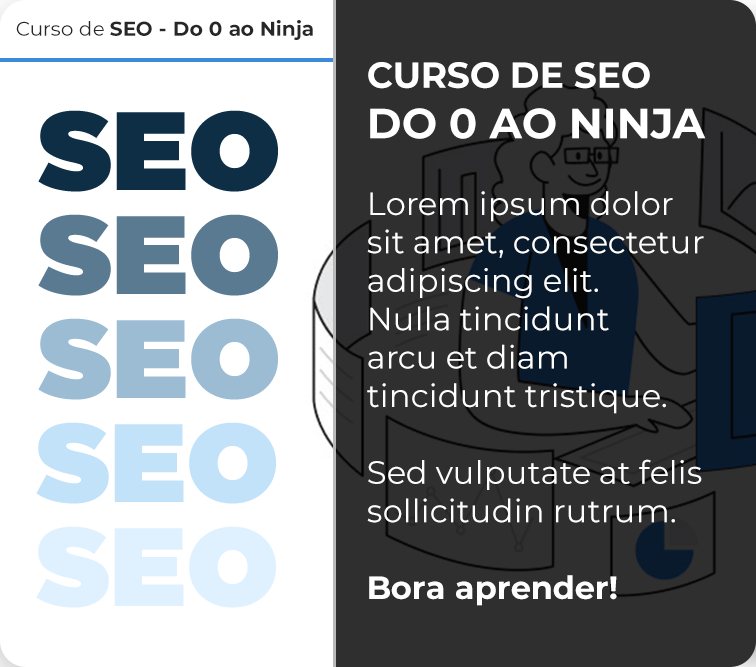 Curso de SEO - Do 0 ao Ninja
SEO
SEO
SEO
SEO
SEO
CURSO DE SEO
DO 0 AO NINJA
Lorem ipsum dolor
sit amet, consectetur
adipiscing elit.
Nulla tincidunt
arcu et diam
tincidunt tristique.
Sed vulputate at felis
sollicitudin rutrum.
Bora aprender!